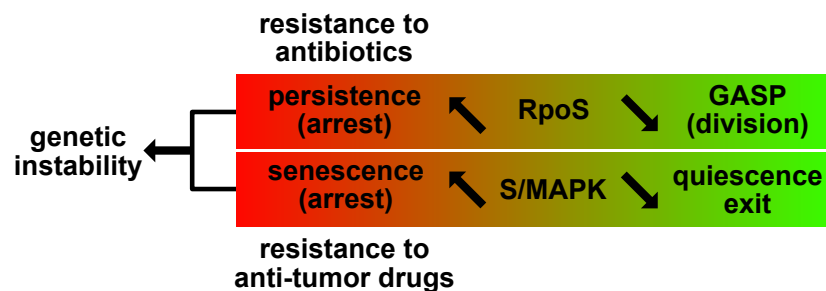 resistance to
antibiotics
persistence
(arrest)
RpoS
GASP
(division)
genetic
instability
senescence
(arrest)
S/MAPK
quiescence
exit
resistance to
anti-tumor drugs